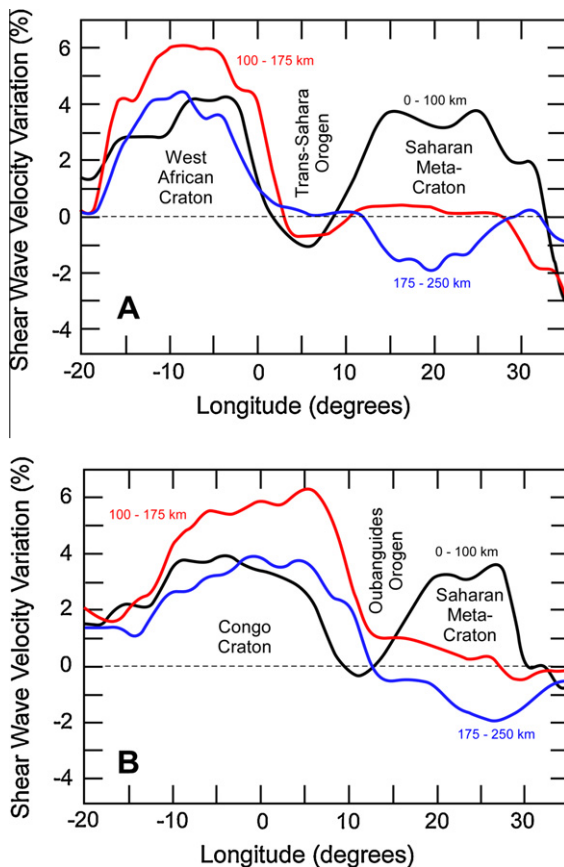 Shear Wave Velocity Variation (%)
6
4
2
0
-2
-4
100 - 175 km
0 - 100 km
175 - 250 km
West
African
Craton
Trans-Sahara
Orogen
Saharan
Meta-
Craton
A
-20
-10
0
10
20
30
Longitude (degrees)
Shear Wave Velocity Variation (%)
6
4
2
0
-2
-4
100 - 175 km
0 - 100 km
175 - 250 km
Congo
Craton
Oubanguides
Orogen
Saharan
Meta-
Craton
B
-20
-10
0
10
20
30
Longitude (degrees)